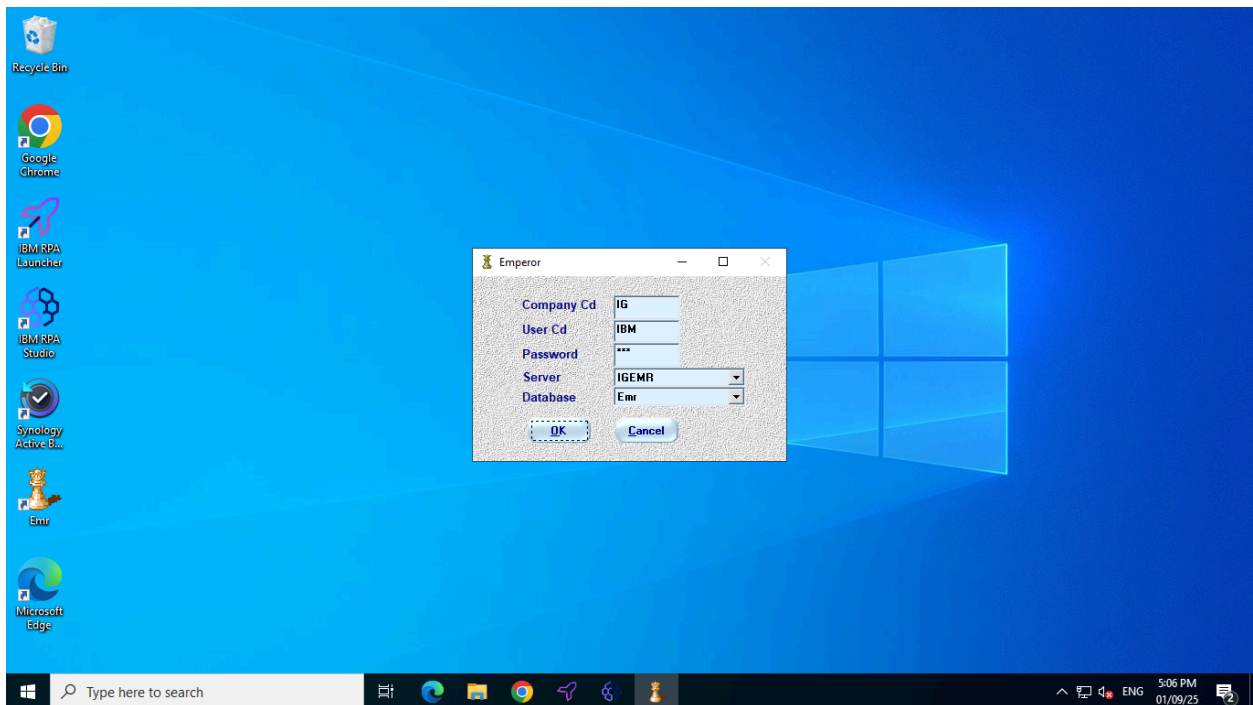 Recycle Bin
Google
Chrome
IBM RPA
Launcher
IBM RPA
Studio
Synology
Active B...
Emr
Microsoft
Edge
Emperor
Company Cd IG
User Cd IBM
Password ***
Server IGEMR
Database Emr
OK Cancel
Type here to search
ENG
5:06 PM
01/09/25
2